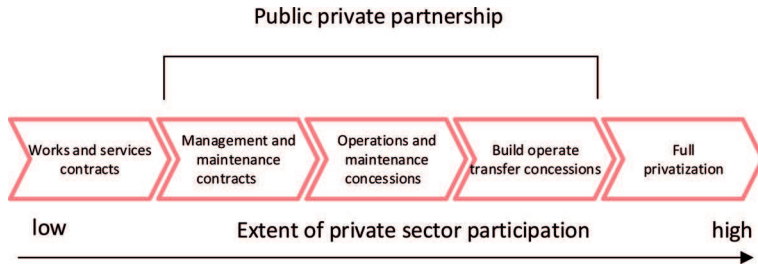 Public private partnership
Works and services
contracts
Management and
maintenance
contracts
Operations and
maintenance
concessions
Build operate
transfer concessions
Full
privatization
low
Extent of private sector participation
high